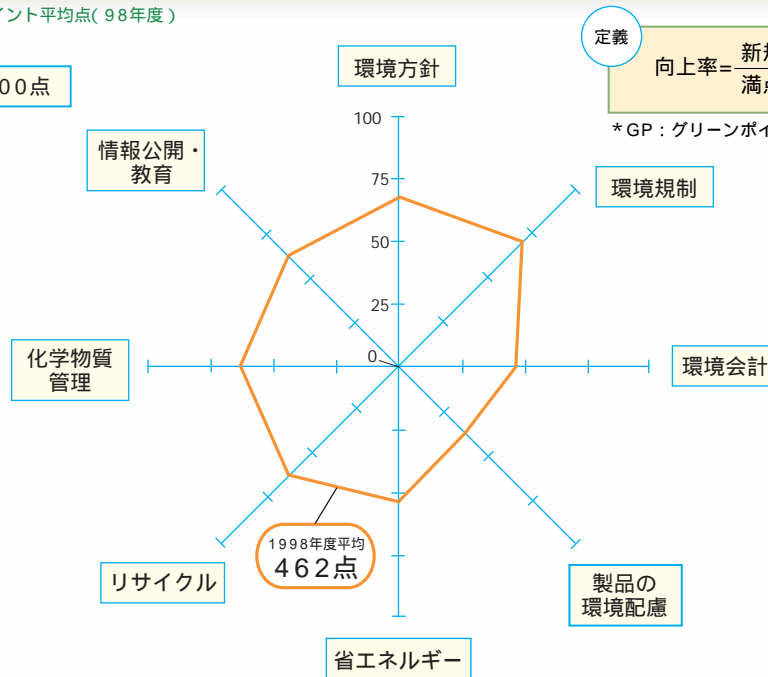 イント平均点(98年度)
定義
向上率=新規
満点
*GP：グリーンポイ
00点
環境方針
100
情報公開・
教育
75
環境規制
50
25
0
化学物質
管理
環境会計
1998年度平均
462点
リサイクル
製品の
環境配慮
省エネルギー